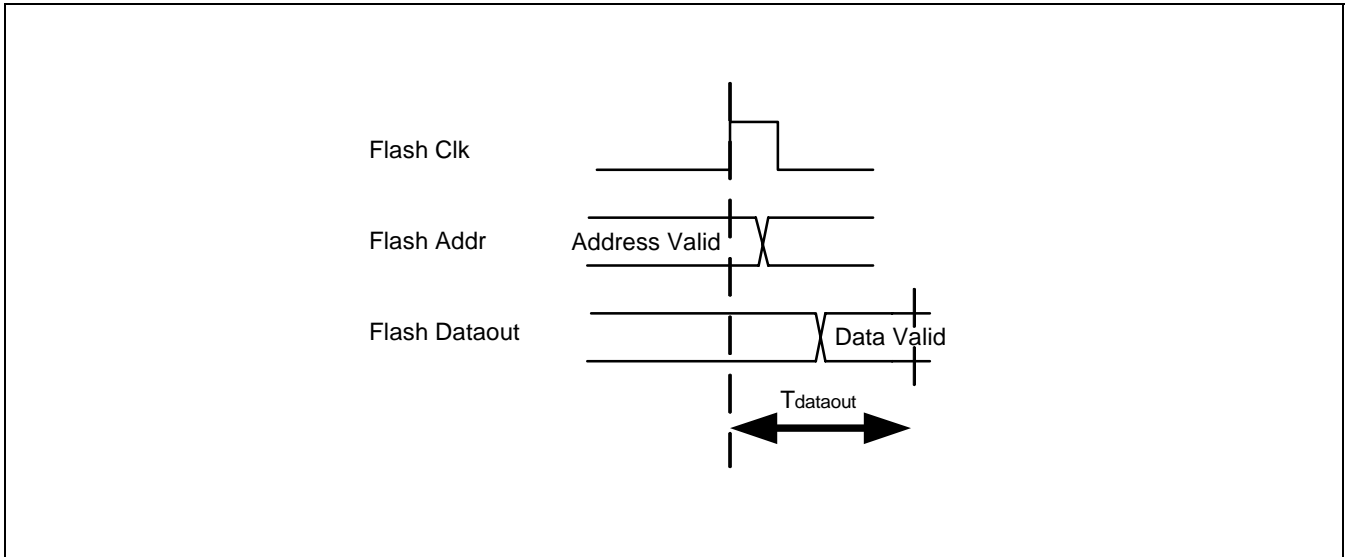 Flash Clk
Flash Addr Address Valid
Flash Dataout Data Valid
Tdataout